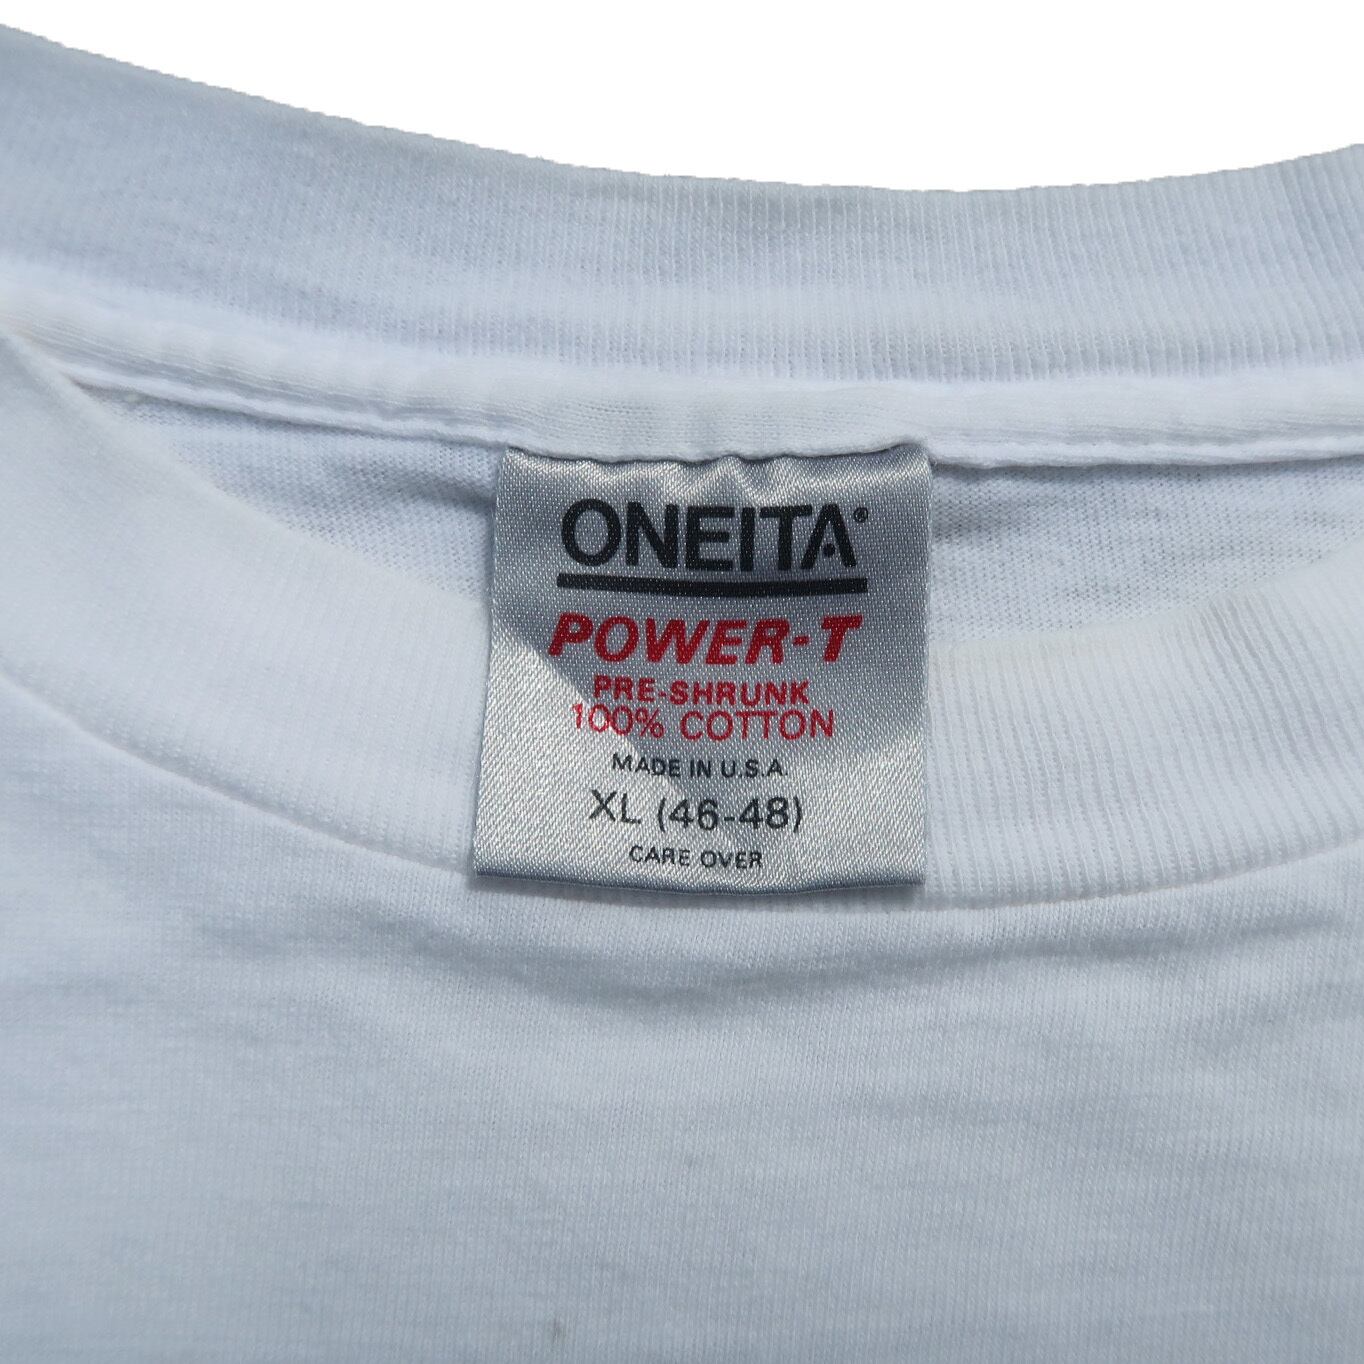 ONEITA®
POWER-T
PRE-SHRUNK
100% COTTON
MADE IN U.S.A.
XL (46-48)
CARE OVER